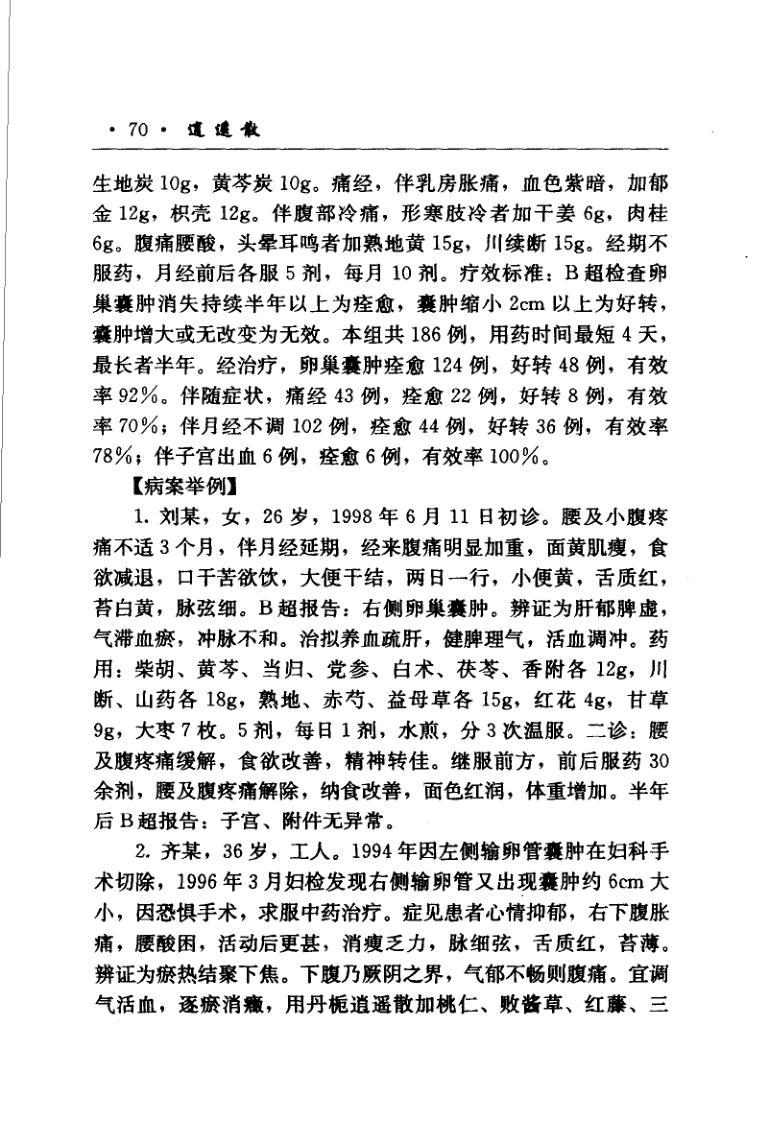 · 70 · 逍遥散
生地炭 10g，黄芩炭 10g。痛经，伴乳房胀痛，血色紫暗，加郁
金 12g，枳壳 12g。伴腹部冷痛，形寒肢冷者加干姜 6g，肉桂
6g。腹痛腰酸，头晕耳鸣者加熟地黄 15g，川续断 15g。经期不
服药，月经前后各服 5 剂，每月 10 剂。疗效标准：B 超检查卵
巢囊肿消失持续半年以上为痊愈，囊肿缩小 2cm 以上为好转，
囊肿增大或无改变为无效。本组共 186 例，用药时间最短 4 天，
最长者半年。经治疗，卵巢囊肿痊愈 124 例，好转 48 例，有效
率 92%。伴随症状，痛经 43 例，痊愈 22 例，好转 8 例，有效
率 70%；伴月经不调 102 例，痊愈 44 例，好转 36 例，有效率
78%；伴子宫出血 6 例，痊愈 6 例，有效率 100%。
【病案举例】
1. 刘某，女，26 岁，1998 年 6 月 11 日初诊。腰及小腹疼
痛不适 3 个月，伴月经延期，经来腹痛明显加重，面黄肌瘦，食
欲减退，口干苦欲饮，大便干结，两日一行，小便黄，舌质红，
苔白黄，脉弦细。B 超报告：右侧卵巢囊肿。辨证为肝郁脾虚，
气滞血瘀，冲脉不和。治拟养血疏肝，健脾理气，活血调冲。药
用：柴胡、黄芩、当归、党参、白术、茯苓、香附各 12g，川
断、山药各 18g，熟地、赤芍、益母草各 15g，红花 4g，甘草
9g，大枣 7 枚。5 剂，每日 1 剂，水煎，分 3 次温服。二诊：腰
及腹疼痛缓解，食欲改善，精神转佳。继服前方，前后服药 30
余剂，腰及腹疼痛解除，纳食改善，面色红润，体重增加。半年
后 B 超报告：子宫、附件无异常。
2. 齐某，36 岁，工人。1994 年因左侧输卵管囊肿在妇科手
术切除，1996 年 3 月妇检发现右侧输卵管又出现囊肿约 6cm 大
小，因恐惧手术，求服中药治疗。症见患者心情抑郁，右下腹胀
痛，腰酸困，活动后更甚，消瘦乏力，脉细弦，舌质红，苔薄。
辨证为瘀热结聚下焦。下腹乃厥阴之界，气郁不畅则腹痛。宜调
气活血，逐瘀消癥，用丹栀逍遥散加桃仁、败酱草、红藤、三